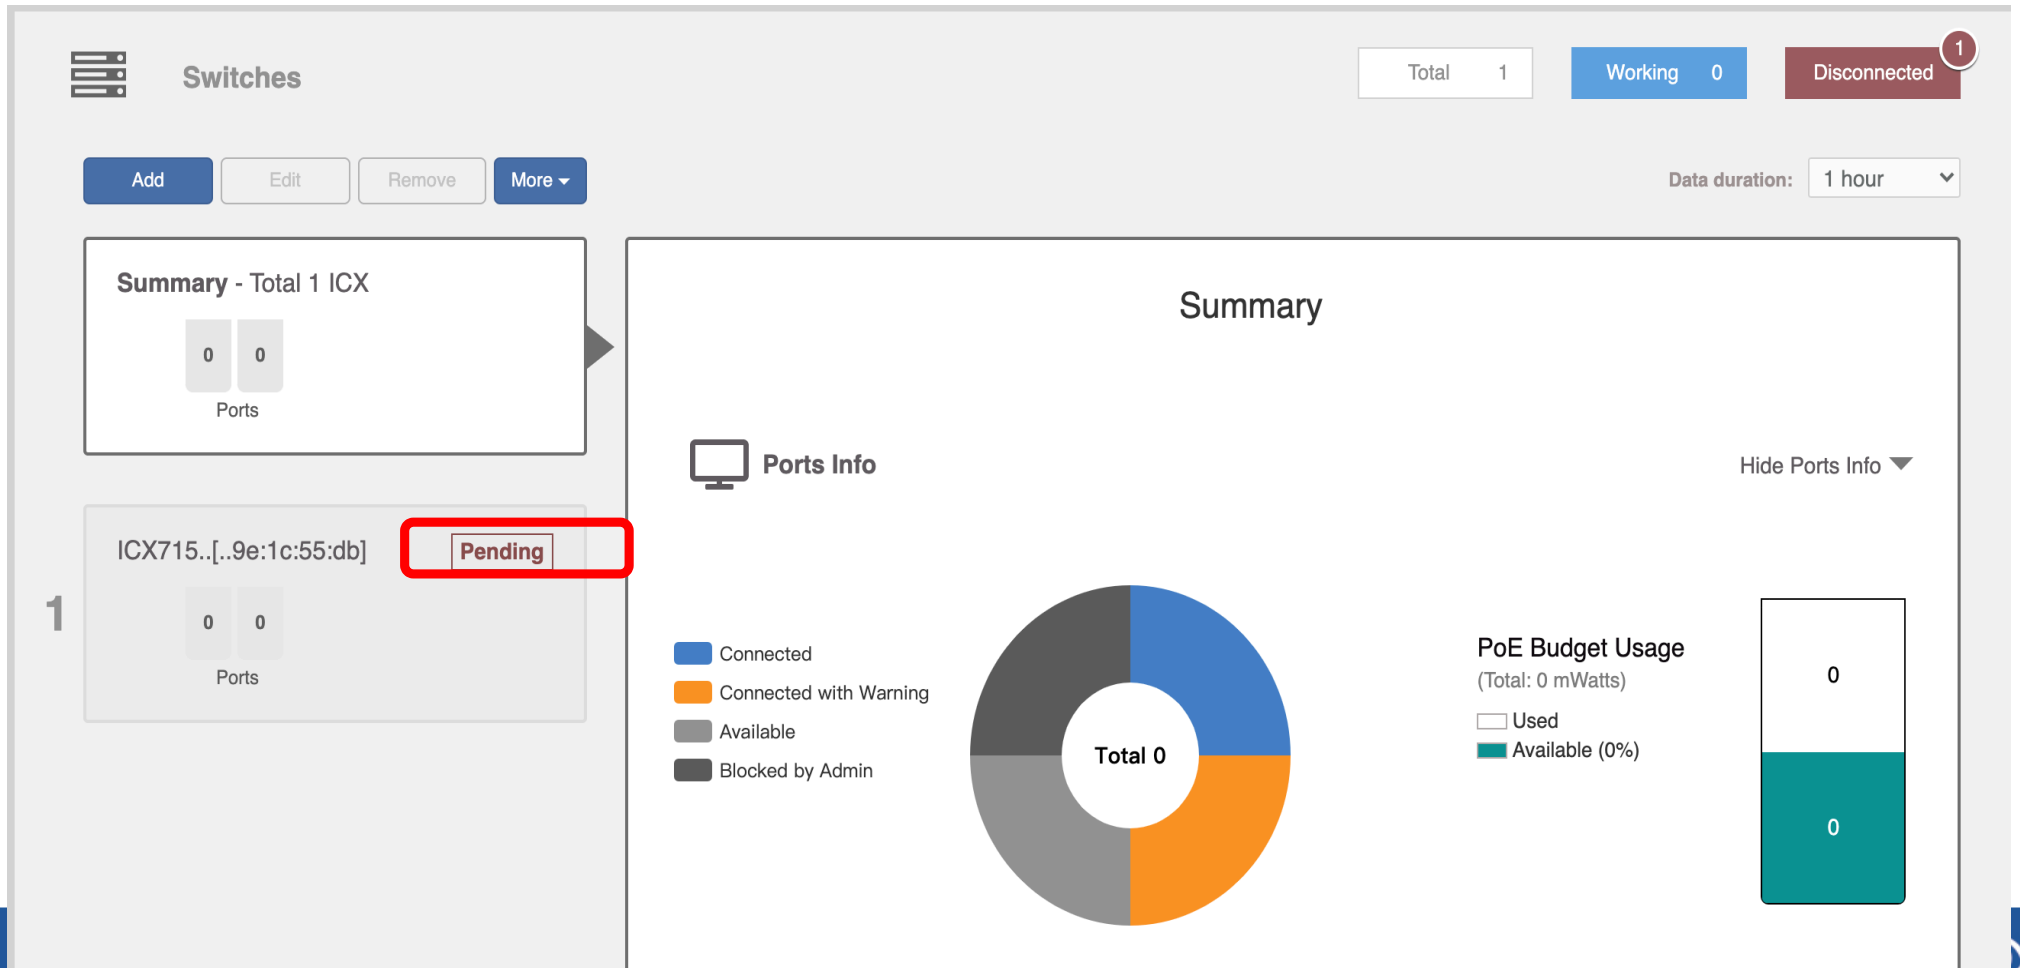 Switches
Total 1
Working 0
Disconnected 1
Add
Edit
Remove
More
Data duration: 1 hour
Summary - Total 1 ICX
0 0
Ports
1
ICX715..[..9e:1c:55:db] Pending
0 0
Ports
Summary
Ports Info
Hide Ports Info
Connected
Connected with Warning
Available
Blocked by Admin
Total 0
PoE Budget Usage
(Total: 0 mWatts)
Used
Available (0%)
0
0